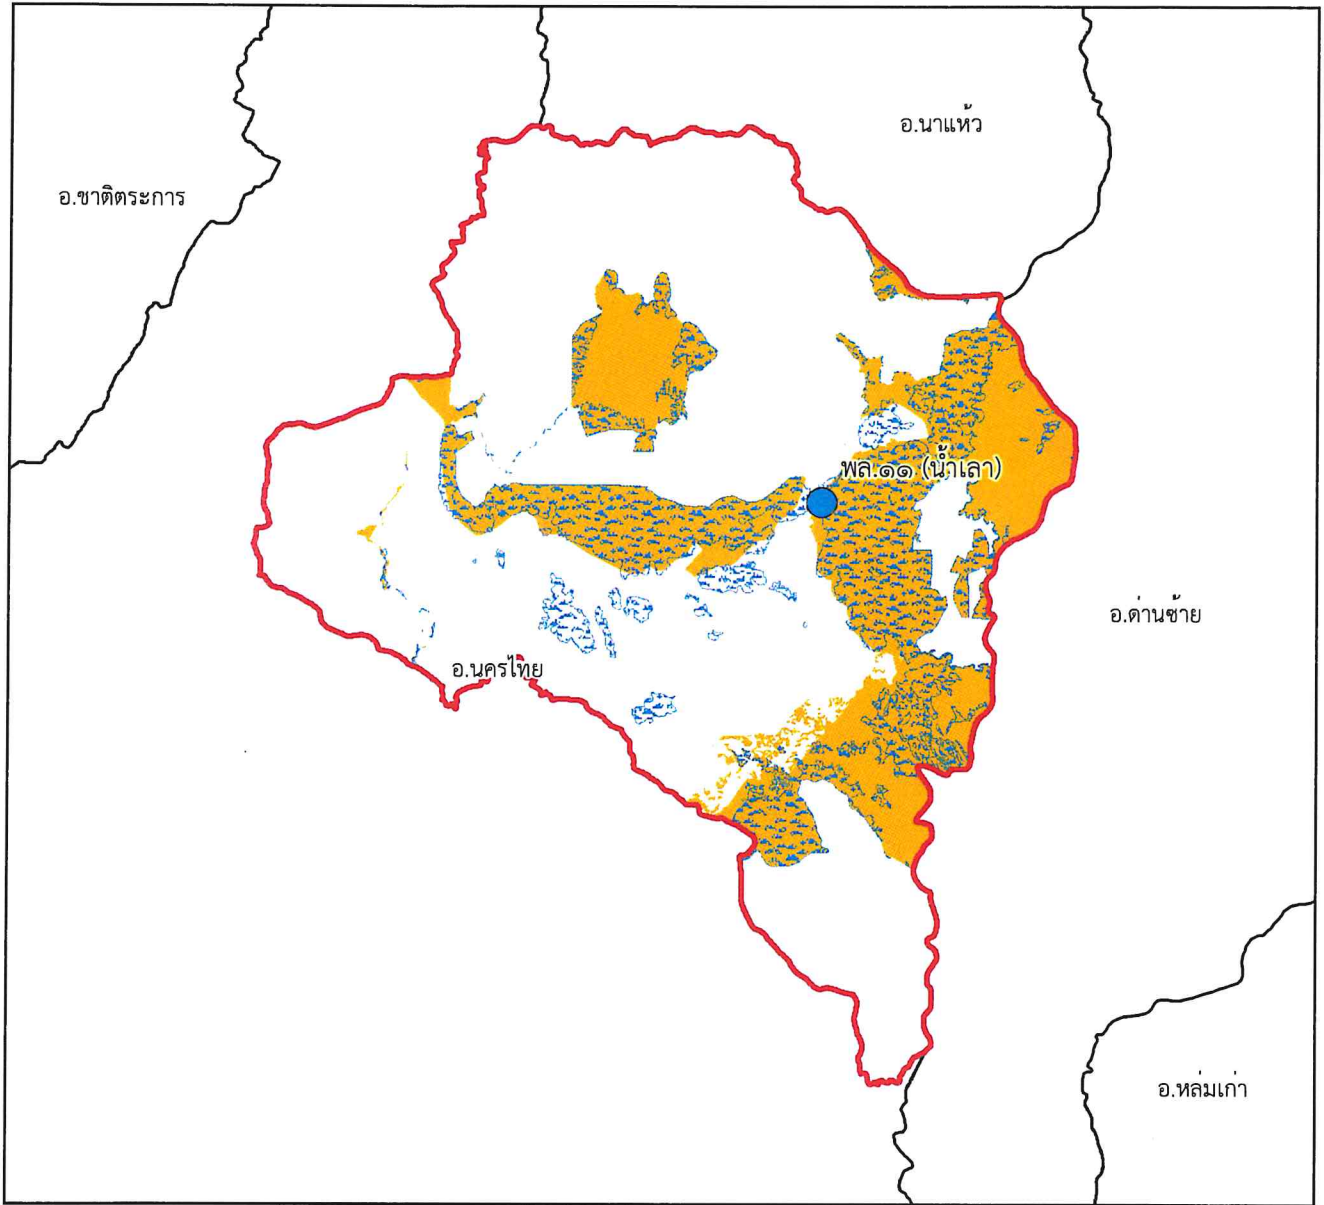 อ.นาแห้ว
อ.ชาติตระการ
พล.๑๑ (น้ำเลา)
อ.ด่านซ้าย
อ.นครไทย
อ.หล่มเก่า